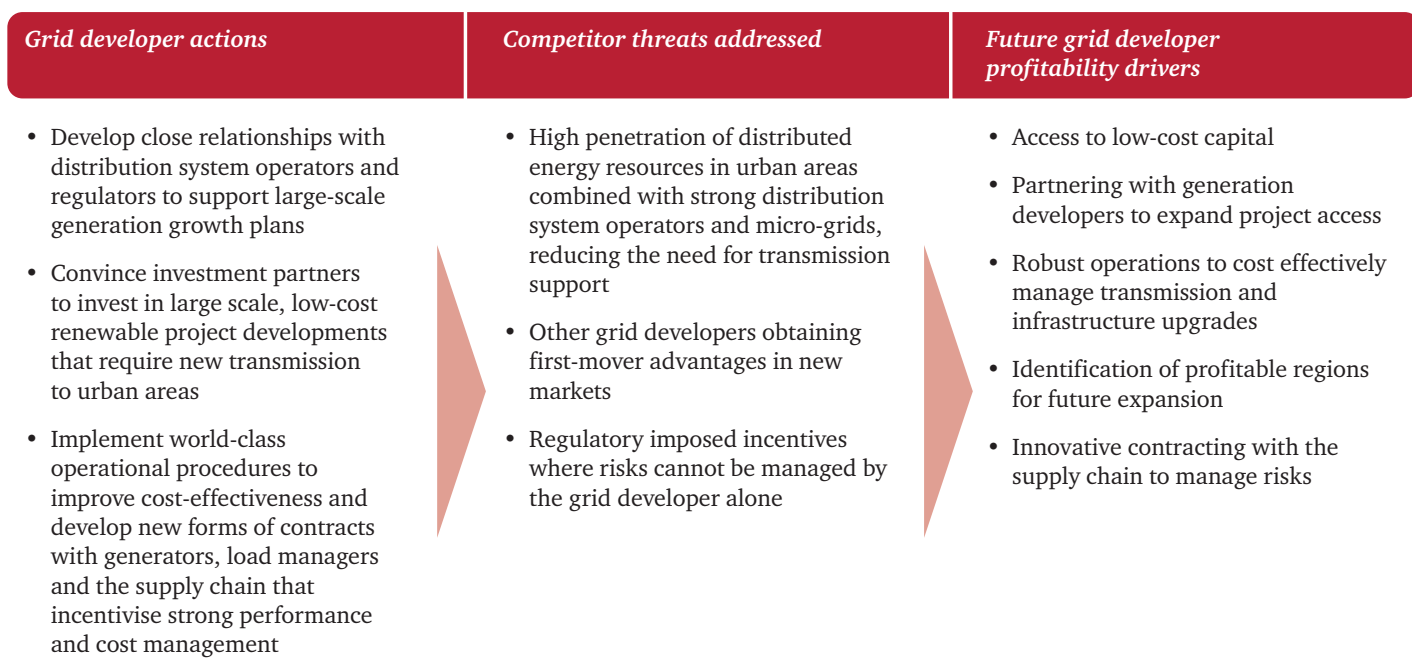 Grid developer actions
• Develop close relationships with
distribution system operators and
regulators to support large-scale
generation growth plans
• Convince investment partners
to invest in large scale, low-cost
renewable project developments
that require new transmission
to urban areas
• Implement world-class
operational procedures to
improve cost-effectiveness and
develop new forms of contracts
with generators, load managers
and the supply chain that
incentivise strong performance
and cost management
Competitor threats addressed
• High penetration of distributed
energy resources in urban areas
combined with strong distribution
system operators and micro-grids,
reducing the need for transmission
support
• Other grid developers obtaining
first-mover advantages in new
markets
• Regulatory imposed incentives
where risks cannot be managed by
the grid developer alone
Future grid developer
profitability drivers
• Access to low-cost capital
• Partnering with generation
developers to expand project access
• Robust operations to cost effectively
manage transmission and
infrastructure upgrades
• Identification of profitable regions
for future expansion
• Innovative contracting with the
supply chain to manage risks